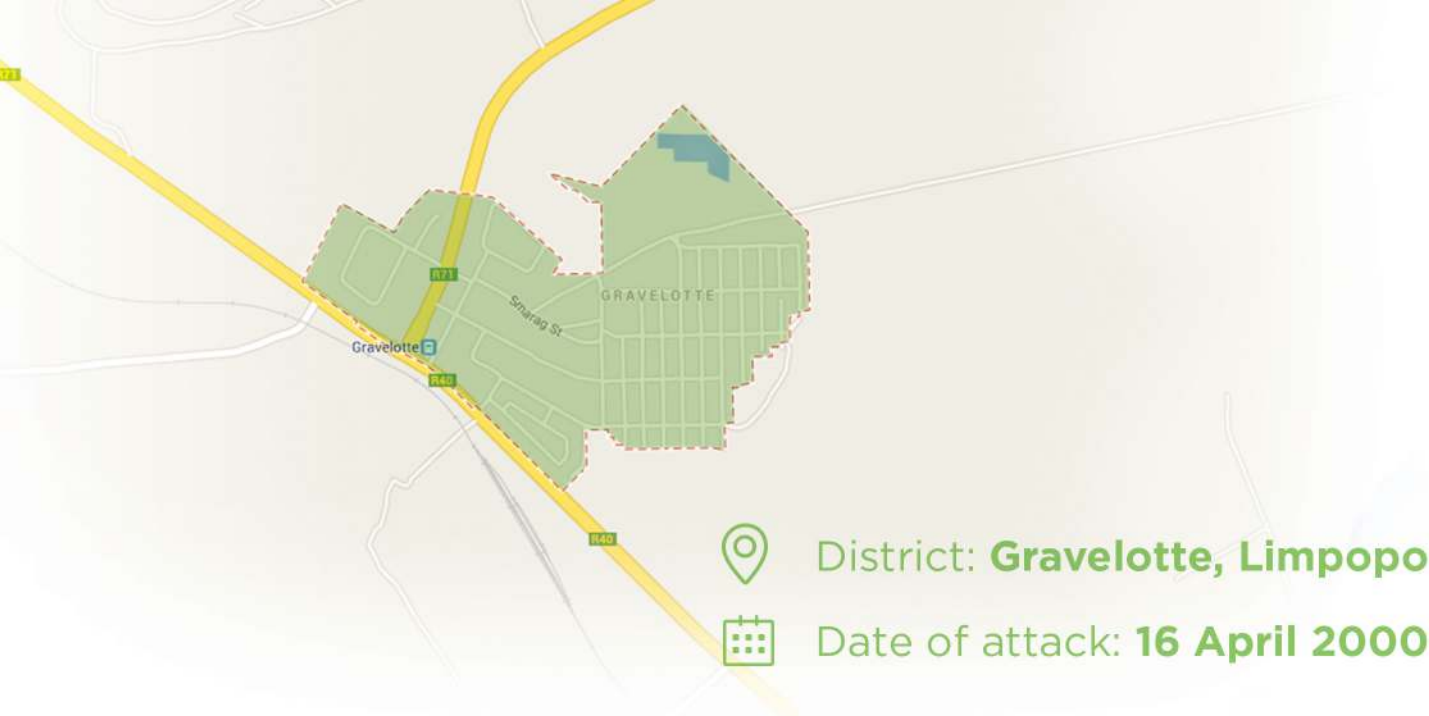 R71
R71
GRAVELOTTE
Smarag St
Gravelotte
R40
R40
District: Gravelotte, Limpopo
Date of attack: 16 April 2000